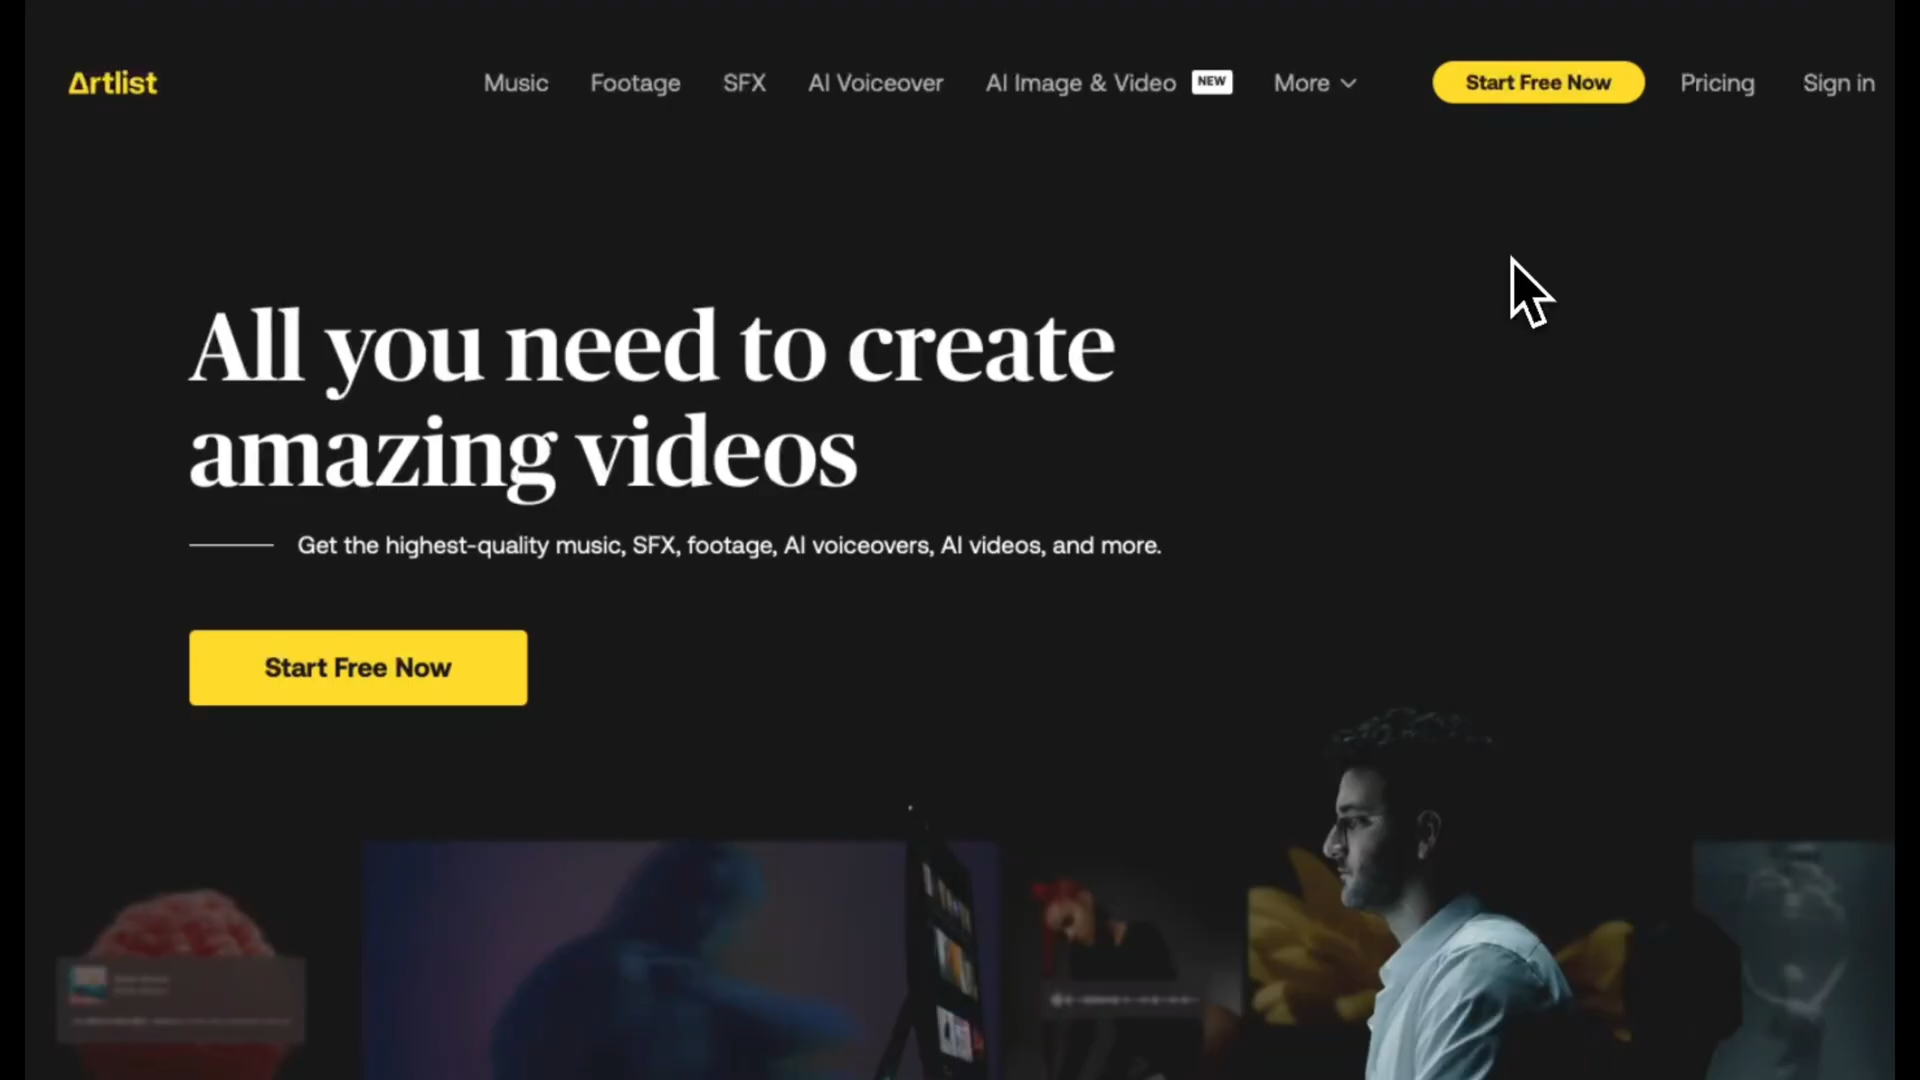 Artlist
Music
Footage
SFX
AI Voiceover
AI Image & Video
NEW
More
Start Free Now
Pricing
Sign in
All you need to create
amazing videos
Get the highest-quality music, SFX, footage, AI voiceovers, AI videos, and more.
Start Free Now